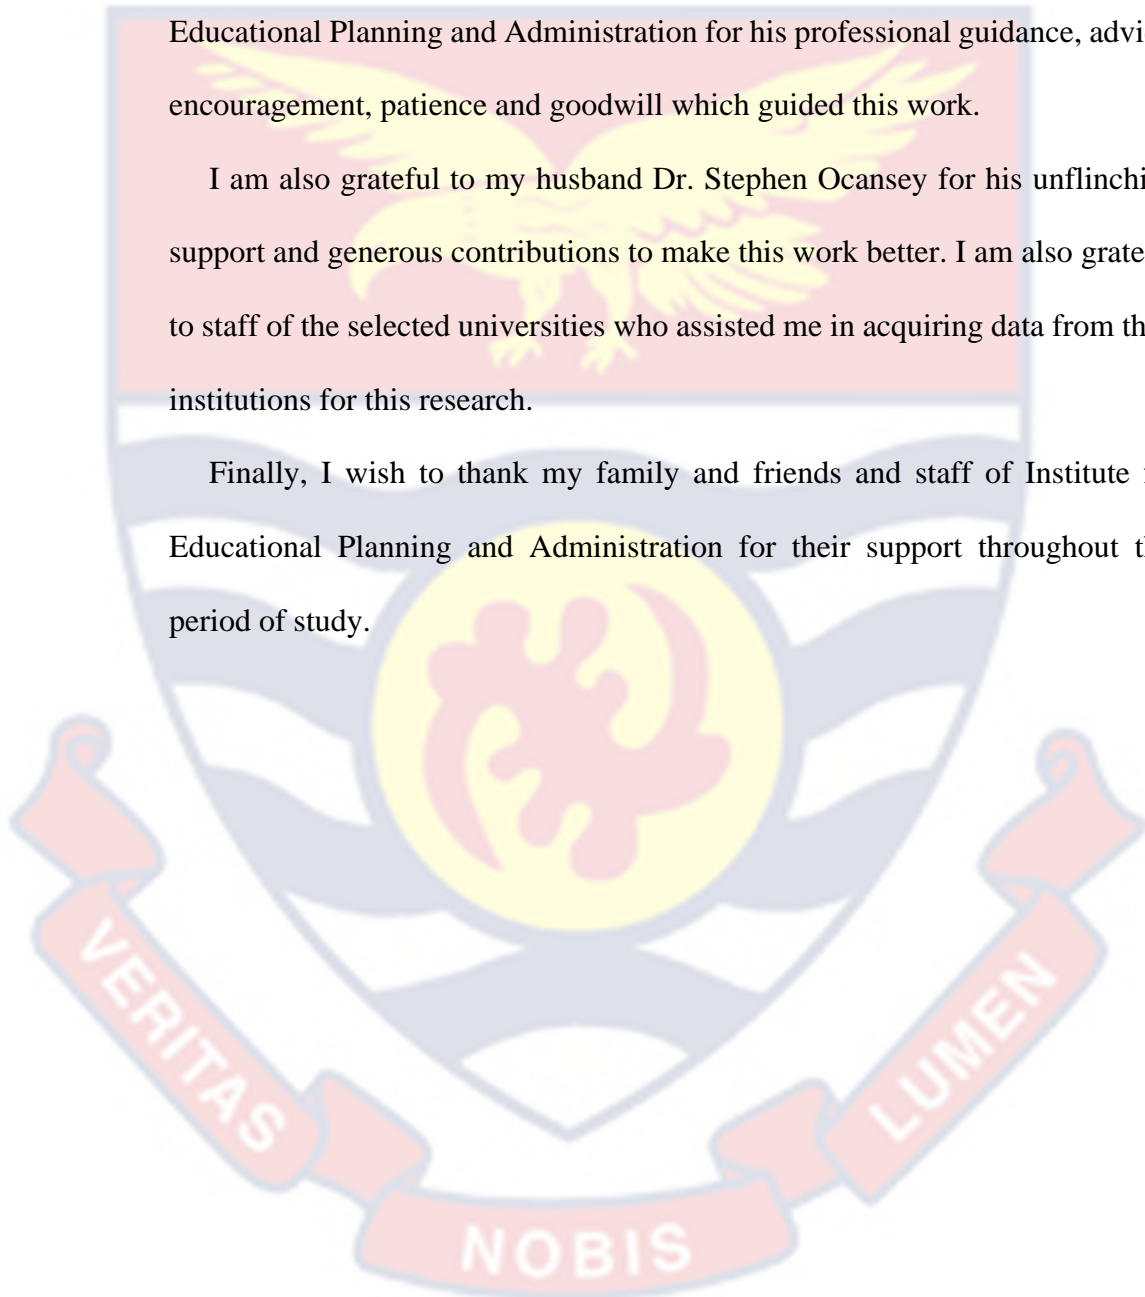 Educational Planning and Administration for his professional guidance, advi
encouragement, patience and goodwill which guided this work.
I am also grateful to my husband Dr. Stephen Ocansey for his unflinchi
support and generous contributions to make this work better. I am also grate
to staff of the selected universities who assisted me in acquiring data from th
institutions for this research.
Finally, I wish to thank my family and friends and staff of Institute
Educational Planning and Administration for their support throughout t
period of study.
VERITAS
NOBIS
LUMEN